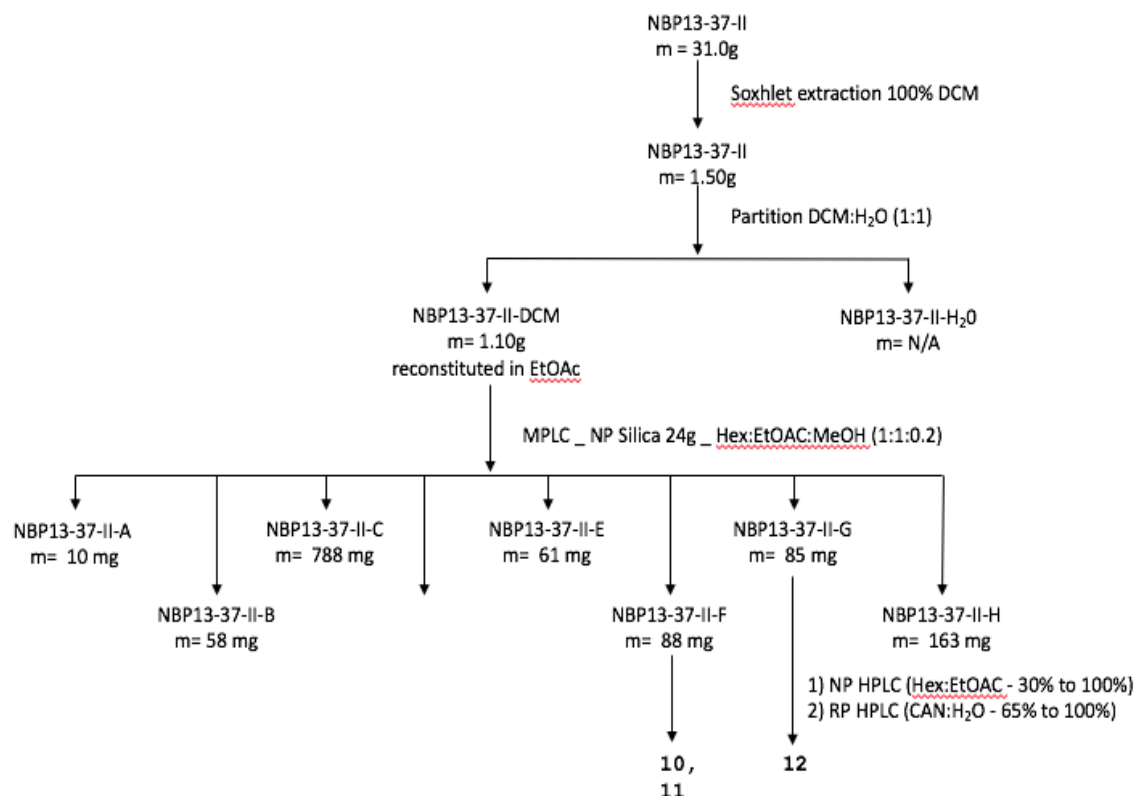 NBP13-37-II
m = 31.0g
Soxhlet extraction 100% DCM
NBP13-37-II
m= 1.50g
Partition DCM:H₂O (1:1)
NBP13-37-II-DCM
m= 1.10g
reconstituted in EtOAc
NBP13-37-II-H₂0
m= N/A
MPLC _ NP Silica 24g _ Hex:EtOAC:MeOH (1:1:0.2)
NBP13-37-II-A
m= 10 mg
NBP13-37-II-C
m= 788 mg
NBP13-37-II-E
m= 61 mg
NBP13-37-II-G
m= 85 mg
NBP13-37-II-B
m= 58 mg
NBP13-37-II-F
m= 88 mg
NBP13-37-II-H
m= 163 mg
1) NP HPLC (Hex:EtOAC - 30% to 100%)
2) RP HPLC (CAN:H₂O - 65% to 100%)
10,
11
12